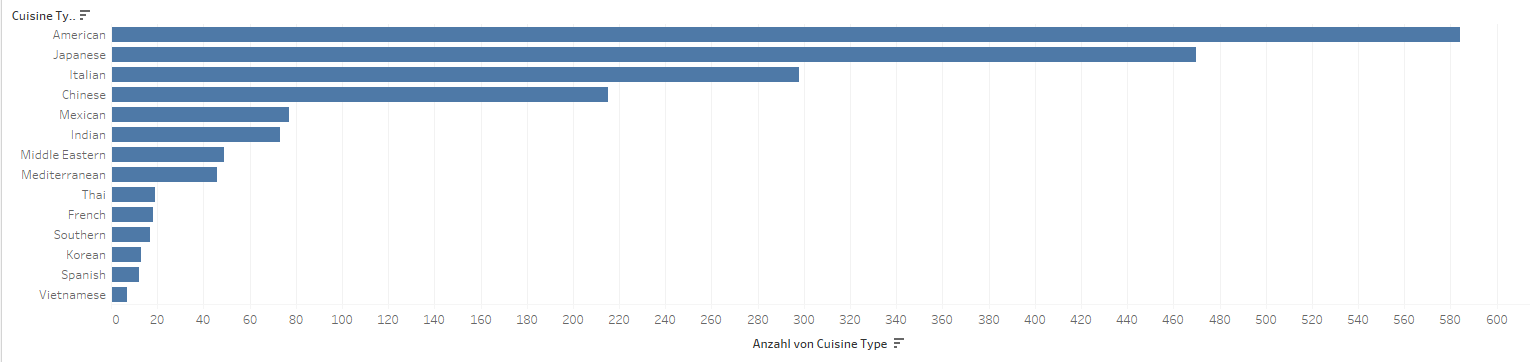 Cuisine Ty..
American
Japanese
Italian
Chinese
Mexican
Indian
Middle Eastern
Mediterranean
Thai
French
Southern
Korean
Spanish
Vietnamese
0 20 40 60 80 100 120 140 160 180 200 220 240 260 280 300 320 340 360 380 400 420 440 460 480 500 520 540 560 580 600
Anzahl von Cuisine Type